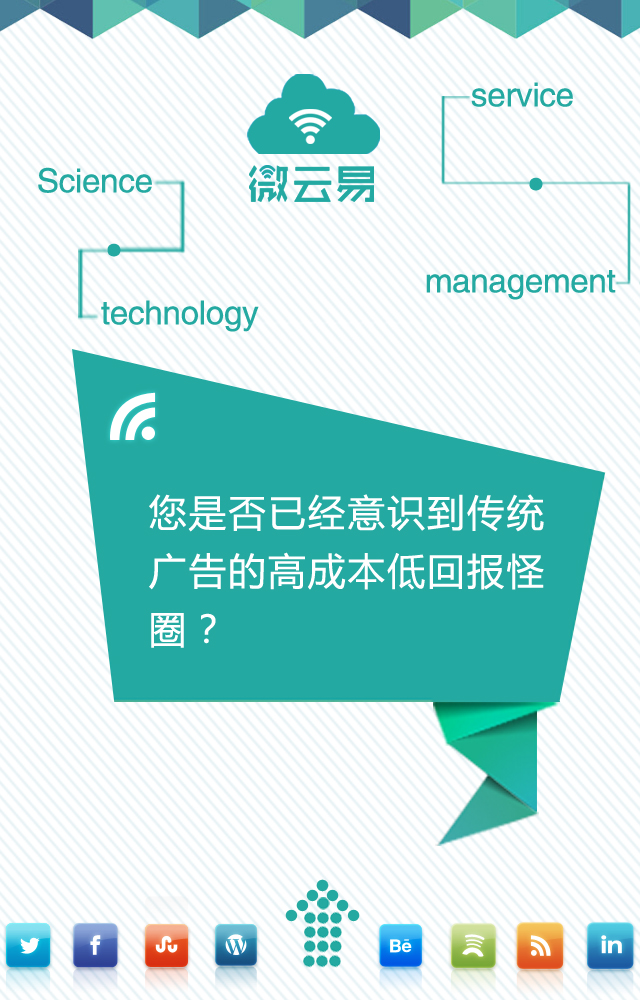 service
Science
微云易
management
technology
您是否已经意识到传统
广告的高成本低回报怪
圈？
f
Bē
in